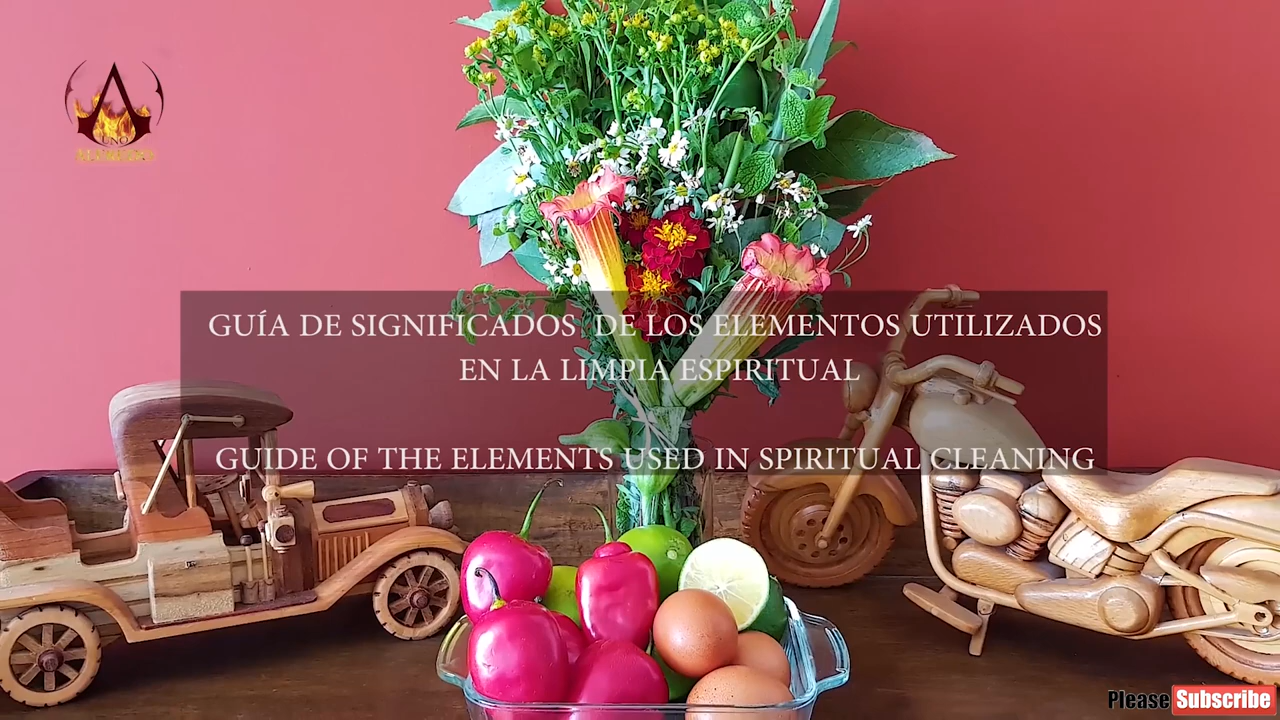 UNO
GUÍA DE SIGNIFICADOS DE LOS ELEMENTOS UTILIZADOS
EN LA LIMPIA ESPIRITUAL
GUIDE OF THE ELEMENTS USED IN SPIRITUAL CLEANING
Please Subscribe